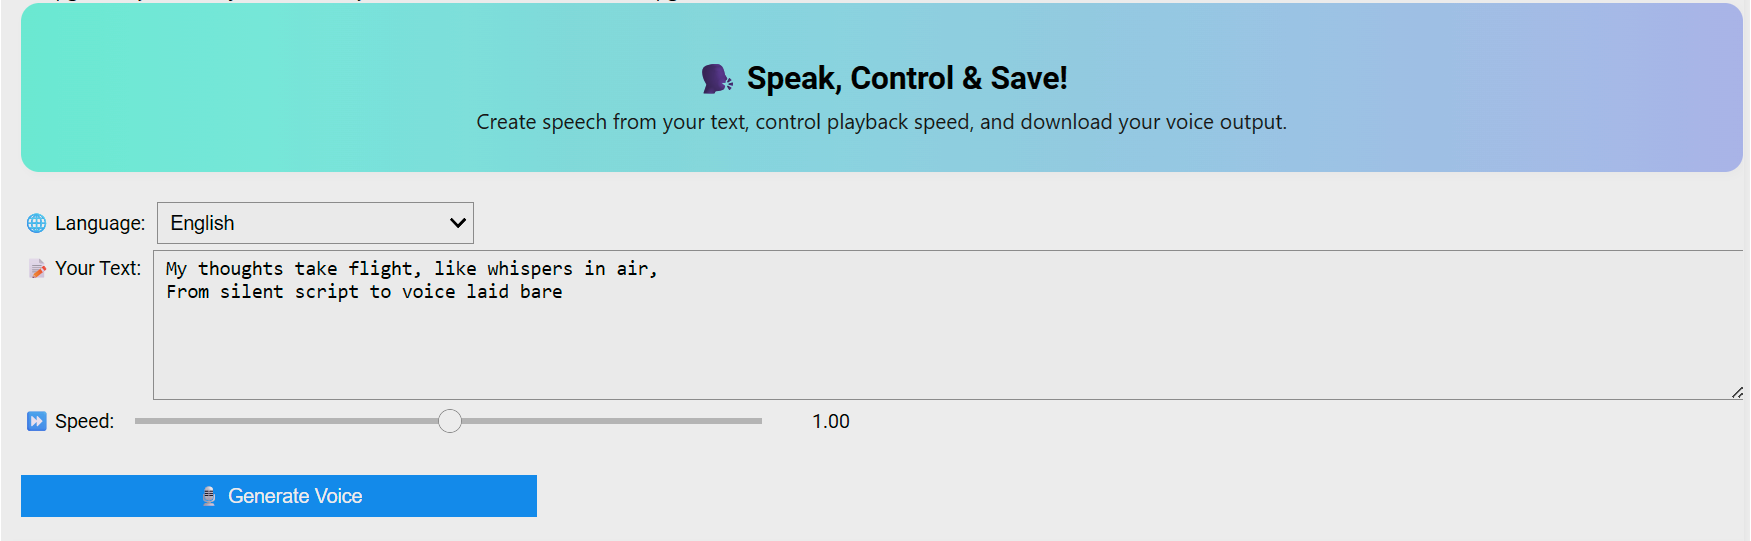 Speak, Control & Save!
Create speech from your text, control playback speed, and download your voice output.
Language: English
Your Text: My thoughts take flight, like whispers in air,
From silent script to voice laid bare
Speed: 1.00
Generate Voice